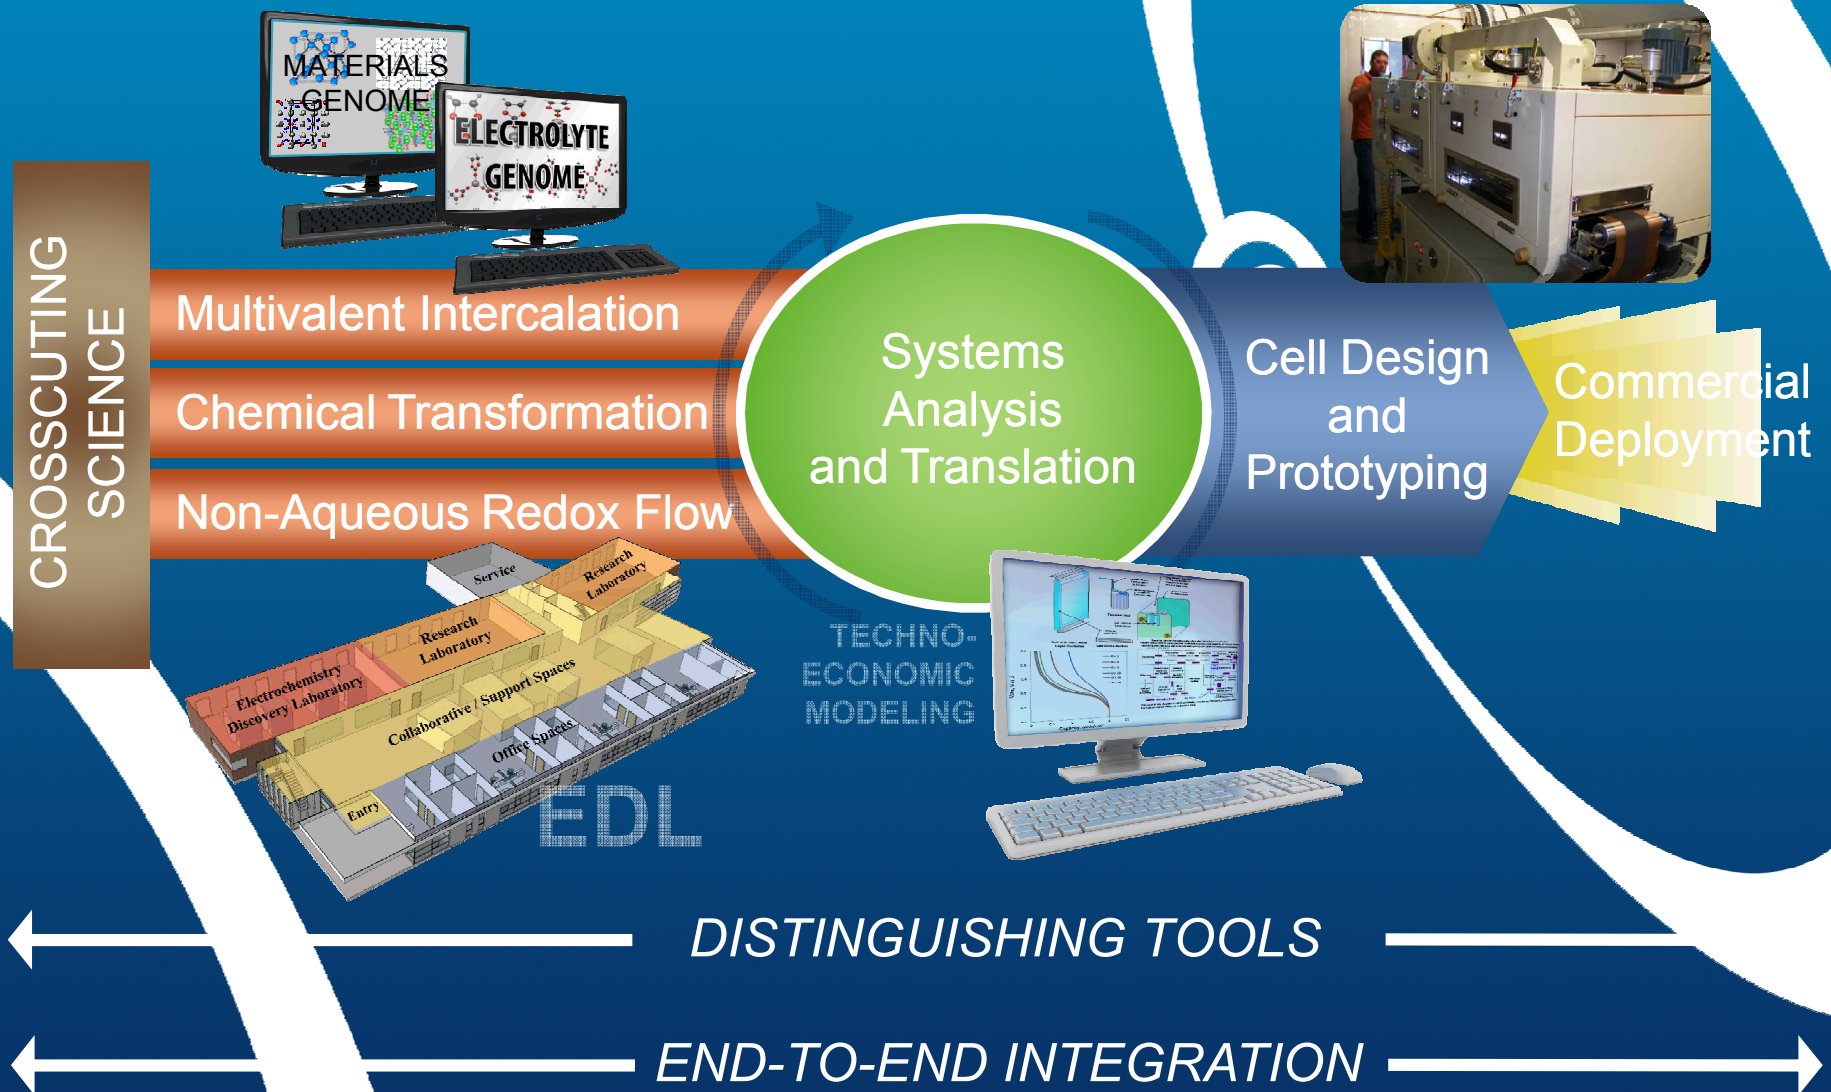 MATERIALS
GENOME
ELECTROLYTE
GENOME
CROSSCUTING
SCIENCE
Multivalent Intercalation
Chemical Transformation
Non-Aqueous Redox Flow
Systems
Analysis
and Translation
Cell Design
and
Prototyping
Commercial
Deployment
Service
Research
Laboratory
Research
Laboratory
Electrochemistry
Discovery Laboratory
Collaborative / Support Spaces
Office Spaces
Entry
EDL
TECHNO-
ECONOMIC
MODELING
DISTINGUISHING TOOLS
END-TO-END INTEGRATION